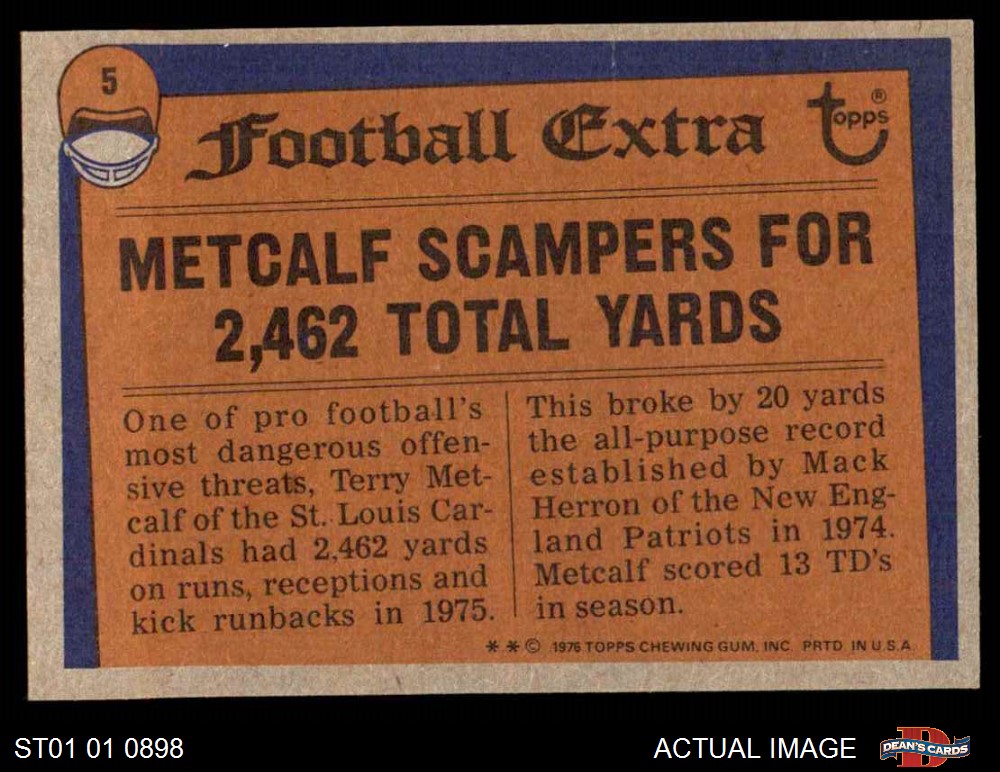 5
Football Extra
topps ®
METCALF SCAMPERS FOR
2,462 TOTAL YARDS
One of pro football's
most dangerous offen-
sive threats, Terry Met-
calf of the St. Louis Car-
dinals had 2,462 yards
on runs, receptions and
kick runbacks in 1975.
This broke by 20 yards
the all-purpose record
established by Mack
Herron of the New Eng-
land Patriots in 1974.
Metcalf scored 13 TD's
in season.
* * © 1976 TOPPS CHEWING GUM, INC. PRTD. IN U.S.A.
ST01 01 0898
ACTUAL IMAGE
D
DEAN'S CARDS